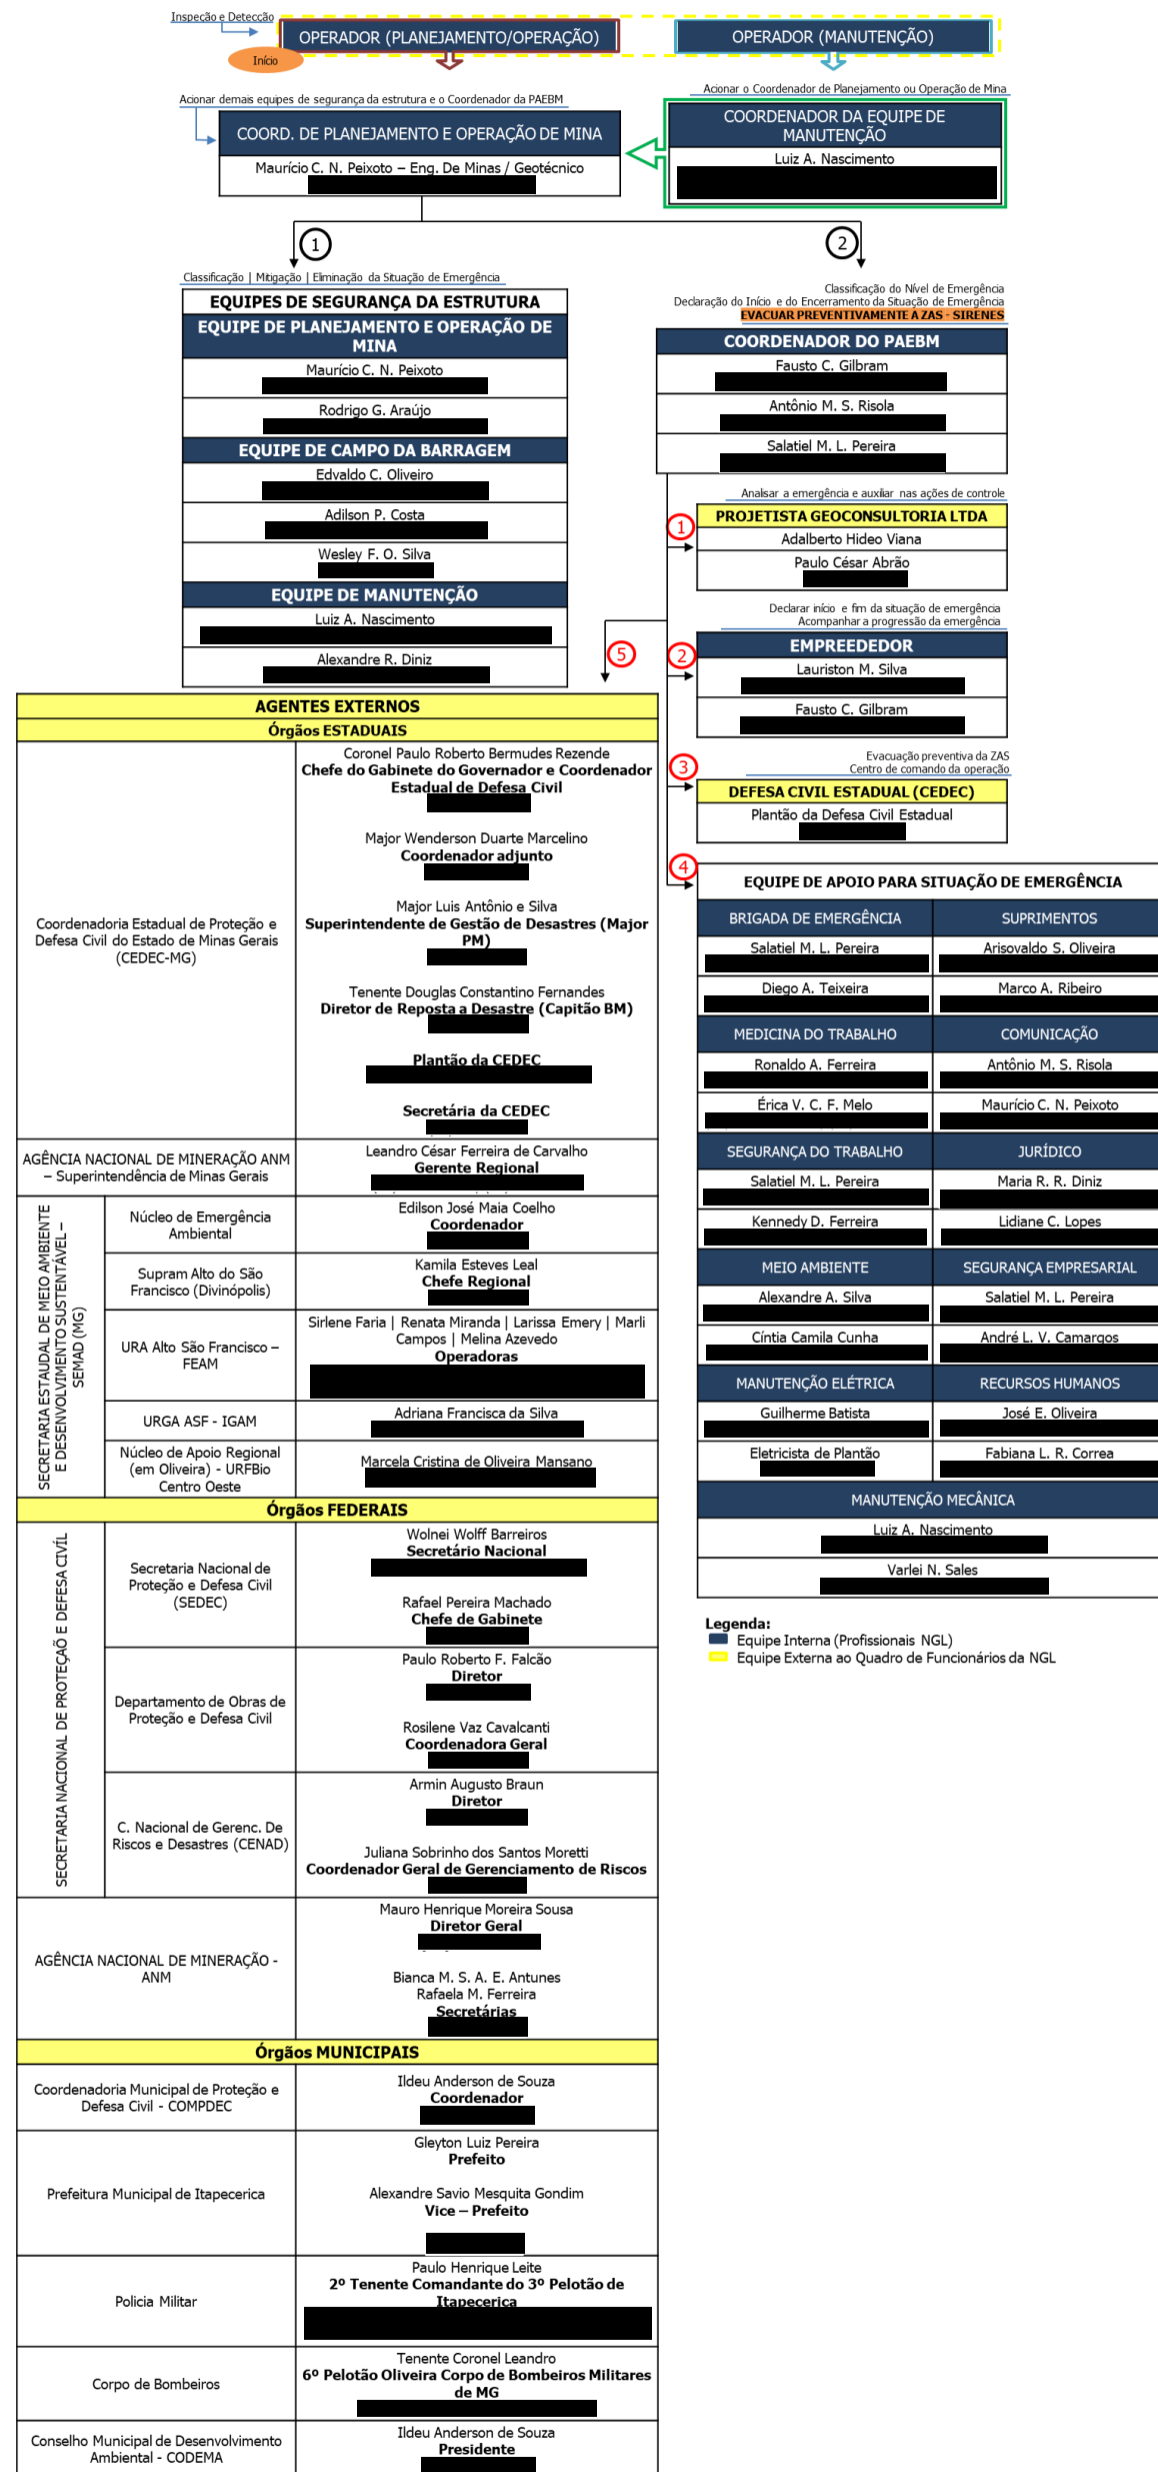 Inspeção e Detecção
OPERADOR (PLANEJAMENTO/OPERAÇÃO)
OPERADOR (MANUTENÇÃO)
Início
Acionar demais equipes de segurança da estrutura e o Coordenador da PAEBM
COORD. DE PLANEJAMENTO E OPERAÇÃO DE MINA
Maurício C. N. Peixoto – Eng. De Minas / Geotécnico
Acionar o Coordenador de Planejamento ou Operação de Mina
COORDENADOR DA EQUIPE DE
MANUTENÇÃO
Luiz A. Nascimento
1
2
Classificação | Mitigação | Eliminação da Situação de Emergência
EQUIPES DE SEGURANÇA DA ESTRUTURA
EQUIPE DE PLANEJAMENTO E OPERAÇÃO DE
MINA
Maurício C. N. Peixoto
Rodrigo G. Araújo
EQUIPE DE CAMPO DA BARRAGEM
Edvaldo C. Oliveiro
Adilson P. Costa
Wesley F. O. Silva
EQUIPE DE MANUTENÇÃO
Luiz A. Nascimento
Alexandre R. Diniz
Classificação do Nível de Emergência
Declaração do Início e do Encerramento da Situação de Emergência
EVACUAR PREVENTIVAMENTE A ZAS - SIRENES
COORDENADOR DO PAEBM
Fausto C. Gilbram
Antônio M. S. Risola
Salatiel M. L. Pereira
Analisar a emergência e auxiliar nas ações de controle
1
PROJETISTA GEOCONSULTORIA LTDA
Adalberto Hideo Viana
Paulo César Abrão
Declarar início e fim da situação de emergência
Acompanhar a progressão da emergência
2
EMPREEDEDOR
Lauriston M. Silva
Fausto C. Gilbram
Evacuação preventiva da ZAS
Centro de comando da operação
3
DEFESA CIVIL ESTADUAL (CEDEC)
Plantão da Defesa Civil Estadual
4
EQUIPE DE APOIO PARA SITUAÇÃO DE EMERGÊNCIA
BRIGADA DE EMERGÊNCIA
SUPRIMENTOS
Salatiel M. L. Pereira
Arisovaldo S. Oliveira
Diego A. Teixeira
Marco A. Ribeiro
MEDICINA DO TRABALHO
COMUNICAÇÃO
Ronaldo A. Ferreira
Antônio M. S. Risola
Érica V. C. F. Melo
Maurício C. N. Peixoto
SEGURANÇA DO TRABALHO
JURÍDICO
Salatiel M. L. Pereira
Maria R. R. Diniz
Kennedy D. Ferreira
Lidiane C. Lopes
MEIO AMBIENTE
SEGURANÇA EMPRESARIAL
Alexandre A. Silva
Salatiel M. L. Pereira
Cíntia Camila Cunha
André L. V. Camargos
MANUTENÇÃO ELÉTRICA
RECURSOS HUMANOS
Guilherme Batista
José E. Oliveira
Eletricista de Plantão
Fabiana L. R. Correa
MANUTENÇÃO MECÂNICA
Luiz A. Nascimento
Varlei N. Sales
Legenda:
Equipe Interna (Profissionais NGL)
Equipe Externa ao Quadro de Funcionários da NGL
5
AGENTES EXTERNOS
Órgãos ESTADUAIS
Coordenadoria Estadual de Proteção e
Defesa Civil do Estado de Minas Gerais
(CEDEC-MG)
Coronel Paulo Roberto Bermudes Rezende
Chefe do Gabinete do Governador e Coordenador
Estadual de Defesa Civil
Major Wenderson Duarte Marcelino
Coordenador adjunto
Major Luis Antônio e Silva
Superintendente de Gestão de Desastres (Major
PM)
Tenente Douglas Constantino Fernandes
Diretor de Reposta a Desastre (Capitão BM)
Plantão da CEDEC
Secretária da CEDEC
AGÊNCIA NACIONAL DE MINERAÇÃO ANM
– Superintendência de Minas Gerais
Leandro César Ferreira de Carvalho
Gerente Regional
SECRETARIA ESTAUDAL DE MEIO AMBIENTE
E DESENVOLVIMENTO SUSTENTÁVEL –
SEMAD (MG)
Núcleo de Emergência
Ambiental
Edilson José Maia Coelho
Coordenador
Supram Alto do São
Francisco (Divinópolis)
Kamila Esteves Leal
Chefe Regional
URA Alto São Francisco –
FEAM
Sirlene Faria | Renata Miranda | Larissa Emery | Marli
Campos | Melina Azevedo
Operadoras
URGA ASF - IGAM
Adriana Francisca da Silva
Núcleo de Apoio Regional
(em Oliveira) - URFBio
Centro Oeste
Marcela Cristina de Oliveira Mansano
Órgãos FEDERAIS
SECRETARIA NACIONAL DE PROTEÇÃO E DEFESA CIVÍL
Secretaria Nacional de
Proteção e Defesa Civil
(SEDEC)
Wolnei Wolff Barreiros
Secretário Nacional
Rafael Pereira Machado
Chefe de Gabinete
Departamento de Obras de
Proteção e Defesa Civil
Paulo Roberto F. Falcão
Diretor
Rosilene Vaz Cavalcanti
Coordenadora Geral
C. Nacional de Gerenc. De
Riscos e Desastres (CENAD)
Armin Augusto Braun
Diretor
Juliana Sobrinho dos Santos Moretti
Coordenador Geral de Gerenciamento de Riscos
AGÊNCIA NACIONAL DE MINERAÇÃO -
ANM
Mauro Henrique Moreira Sousa
Diretor Geral
Bianca M. S. A. E. Antunes
Rafaela M. Ferreira
Secretárias
Órgãos MUNICIPAIS
Coordenadoria Municipal de Proteção e
Defesa Civil - COMPDEC
Ildeu Anderson de Souza
Coordenador
Prefeitura Municipal de Itapecerica
Gleyton Luiz Pereira
Prefeito
Alexandre Savio Mesquita Gondim
Vice – Prefeito
Policia Militar
Paulo Henrique Leite
2º Tenente Comandante do 3º Pelotão de
Itapecerica
Corpo de Bombeiros
Tenente Coronel Leandro
6º Pelotão Oliveira Corpo de Bombeiros Militares
de MG
Conselho Municipal de Desenvolvimento
Ambiental - CODEMA
Ildeu Anderson de Souza
Presidente